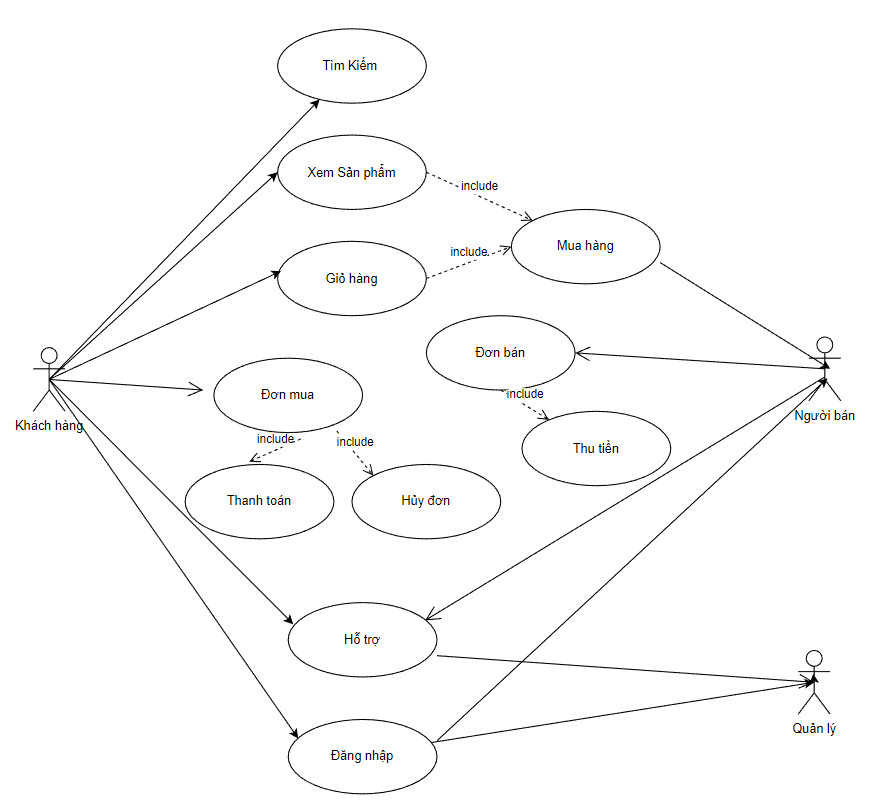 Tìm Kiếm
Xem Sản phẩm
include
Mua hàng
include
Giỏ hàng
Đơn bán
Đơn mua
include
Khách hàng
Người bán
include
include
Thu tiền
Thanh toán
Hủy đơn
Hỗ trợ
Quản lý
Đăng nhập